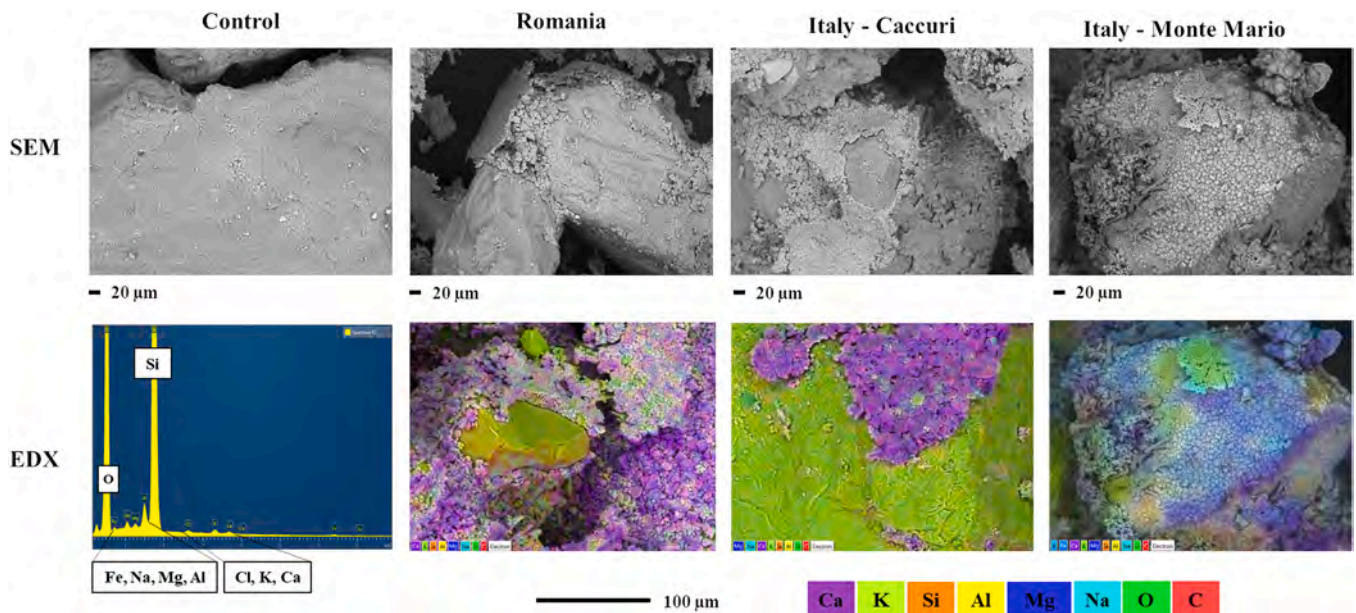 Control Romania Italy - Caccuri Italy - Monte Mario
SEM
20 µm 20 µm 20 µm 20 µm
EDX
Si
O
Fe, Na, Mg, Al Cl, K, Ca
100 µm
Ca K Si Al Mg Na O C